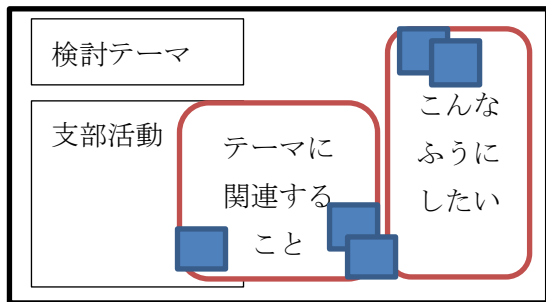 検討テーマ
支部活動
テーマに
関連する
こと
こんな
ふうに
したい